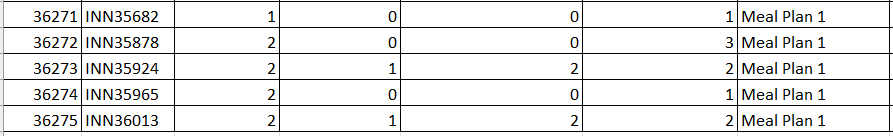 36271 INN35682 1 0 0 1 Meal Plan 1
36272 INN35878 2 0 0 3 Meal Plan 1
36273 INN35924 2 1 2 2 Meal Plan 1
36274 INN35965 2 0 0 1 Meal Plan 1
36275 INN36013 2 1 2 2 Meal Plan 1